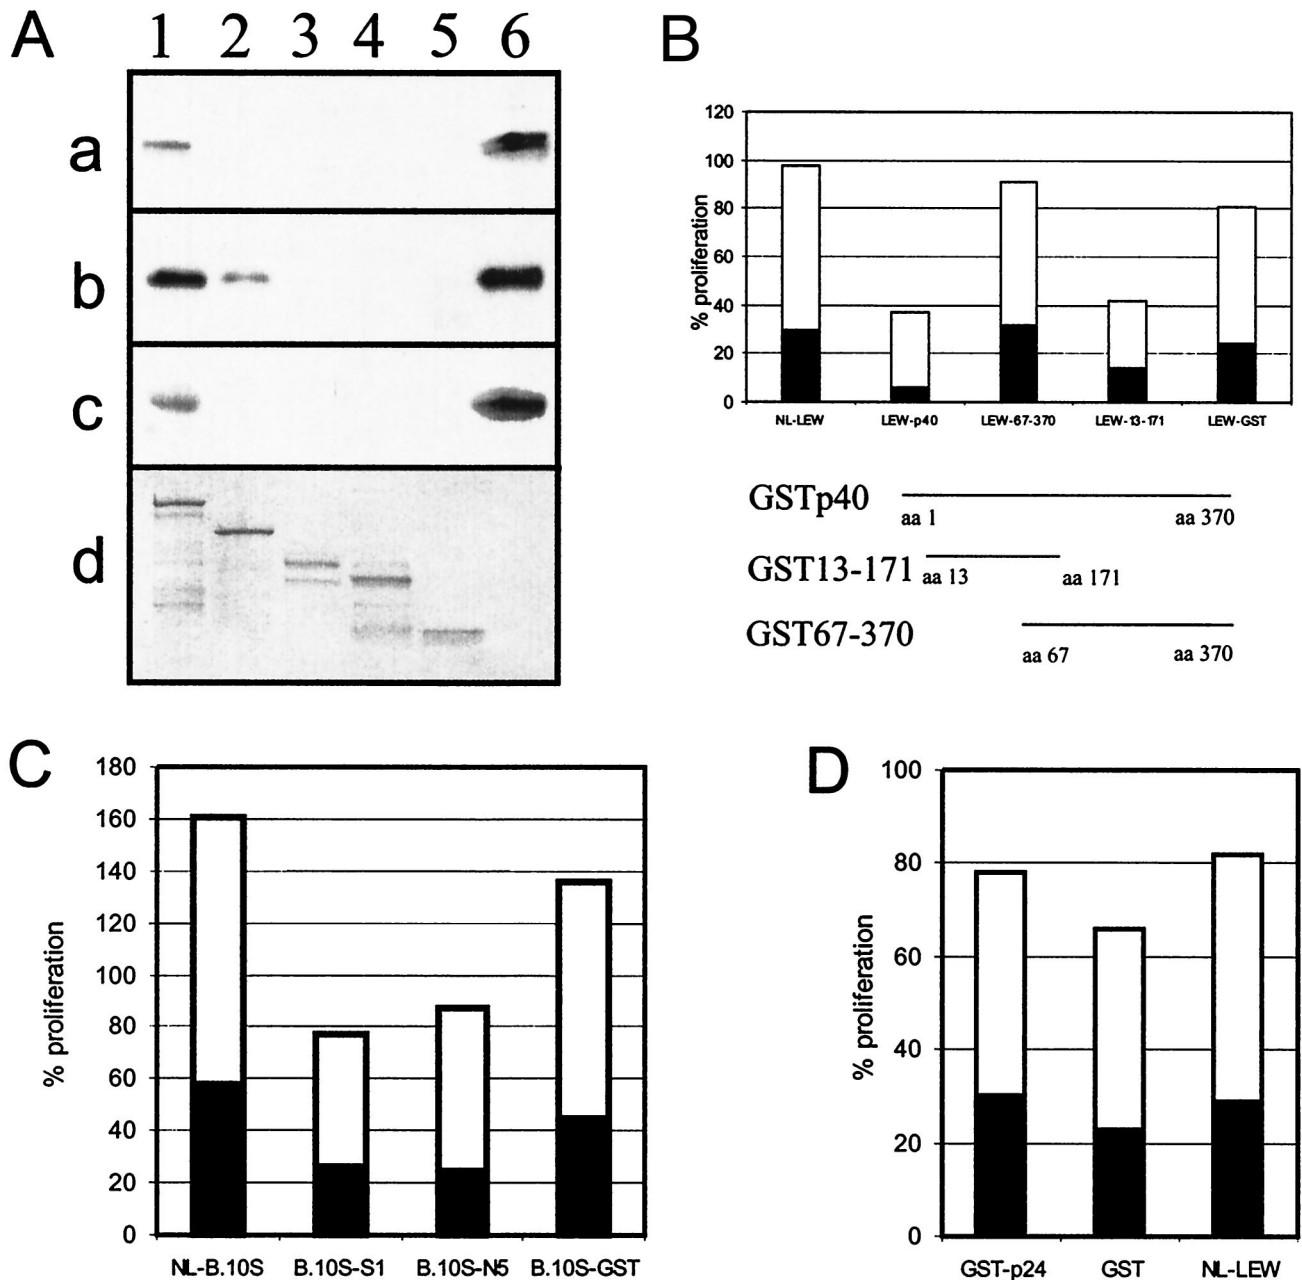 A
1 2 3 4 5 6
a
b
c
d
B
% proliferation
120
100
80
60
40
20
0
NL-LEW LEW-p40 LEW-67-370 LEW-13-171 LEW-GST
GSTp40
aa 1 aa 370
GST13-171 aa 13 aa 171
GST67-370
aa 67 aa 370
C
% proliferation
180
160
140
120
100
80
60
40
20
0
NL-B.10S B.10S-S1 B.10S-N5 B.10S-GST
D
% proliferation
100
80
60
40
20
0
GST-p24 GST NL-LEW